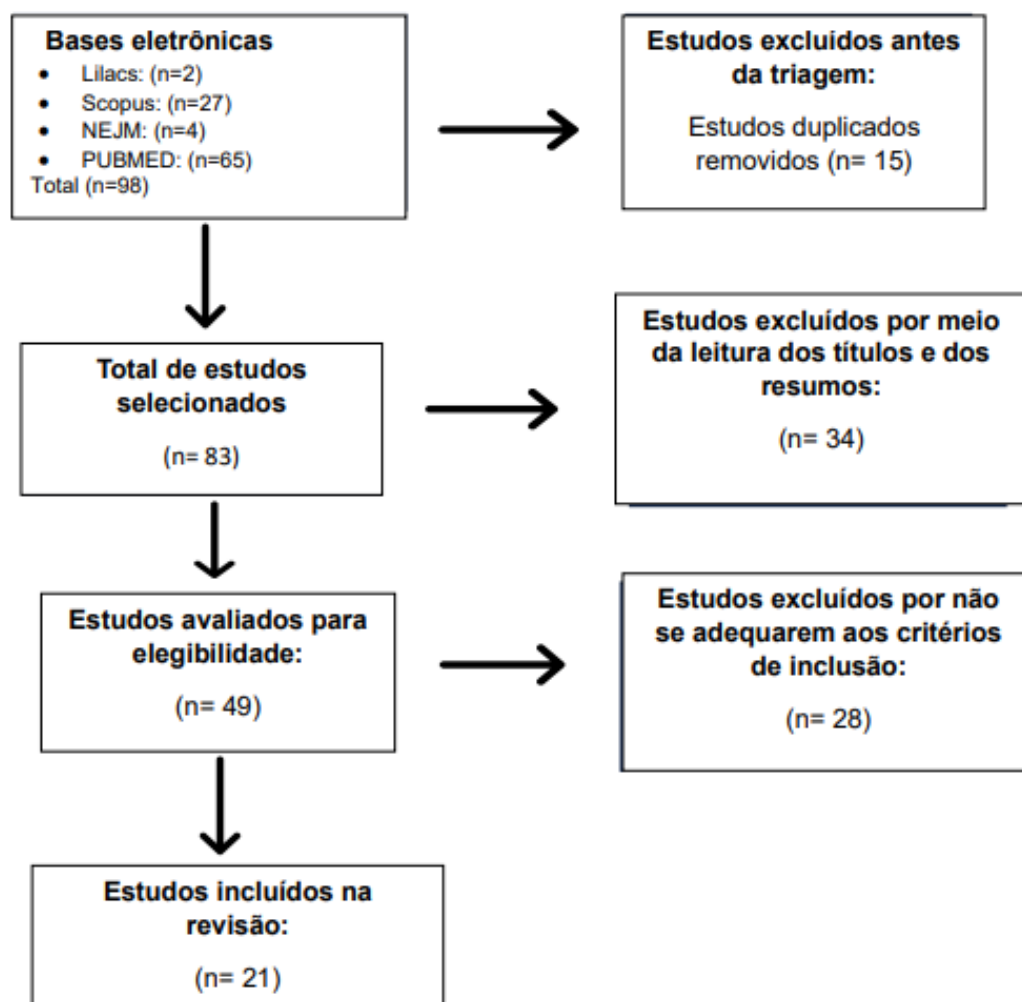 Bases eletrônicas
• Lilacs: (n=2)
• Scopus: (n=27)
• NEJM: (n=4)
• PUBMED: (n=65)
Total (n=98)
Estudos excluídos antes
da triagem:
Estudos duplicados
removidos (n= 15)
Total de estudos
selecionados
(n= 83)
Estudos excluídos por meio
da leitura dos títulos e dos
resumos:
(n= 34)
Estudos avaliados para
elegibilidade:
(n= 49)
Estudos excluídos por não
se adequarem aos critérios
de inclusão:
(n= 28)
Estudos incluídos na
revisão:
(n= 21)